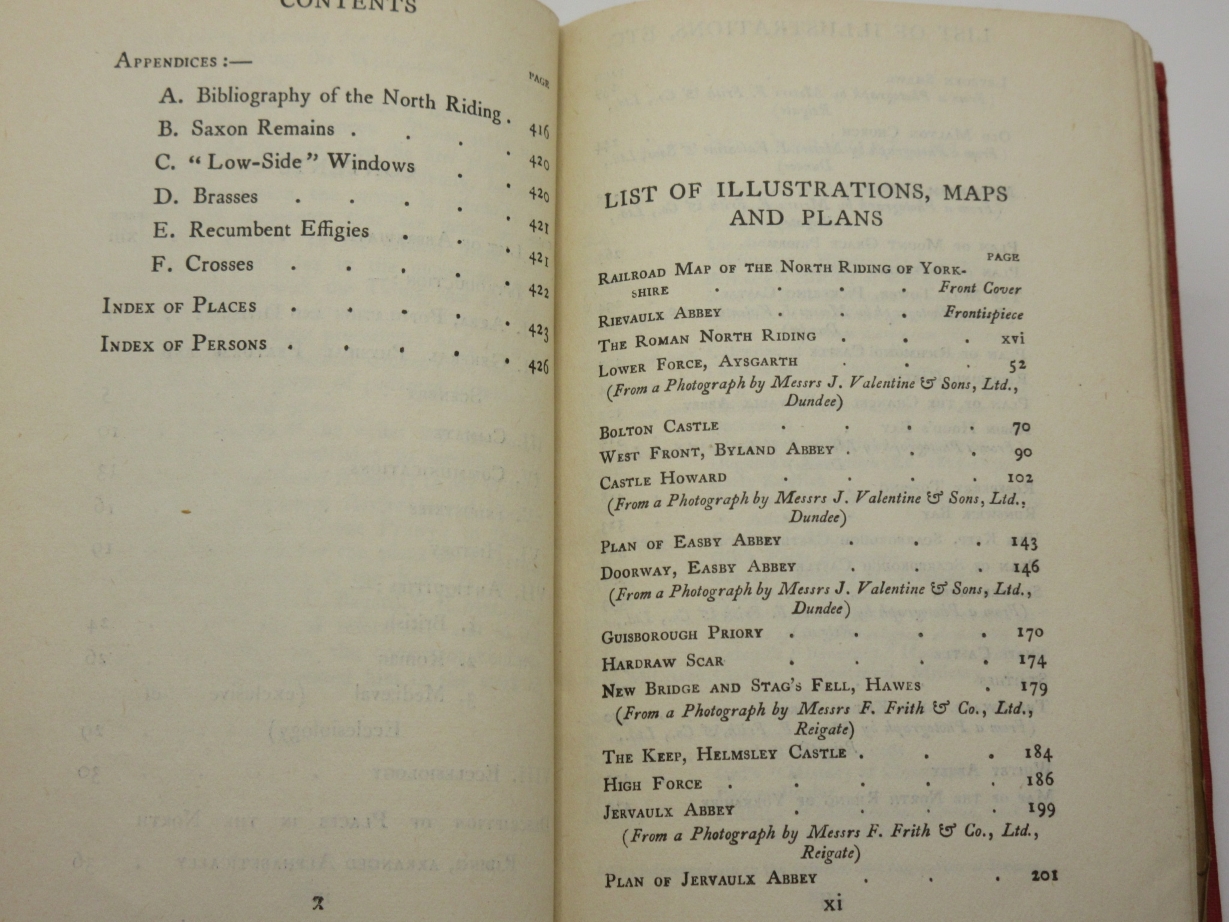 CONTENTS
APPENDICES :—
PAGE
A. Bibliography of the North Riding . 416
B. Saxon Remains . . . . 420
C. “Low-Side” Windows . . 420
D. Brasses . . . . . 421
E. Recumbent Effigies . . . 421
F. Crosses . . . . . 422
INDEX OF PLACES . . . . . 423
INDEX OF PERSONS . . . . . 426
x
LIST OF ILLUSTRATIONS, MAPS
AND PLANS
PAGE
RAILROAD MAP OF THE NORTH RIDING OF YORK-
SHIRE . . . . Front Cover
RIEVAULX ABBEY . . . Frontispiece
THE ROMAN NORTH RIDING . . . xvi
LOWER FORCE, AYSGARTH . . . 52
(From a Photograph by Messrs J. Valentine & Sons, Ltd.,
Dundee)
BOLTON CASTLE . . . . 70
WEST FRONT, BYLAND ABBEY . . . 90
CASTLE HOWARD . . . . 102
(From a Photograph by Messrs J. Valentine & Sons, Ltd.,
Dundee)
PLAN OF EASBY ABBEY . . . 143
DOORWAY, EASBY ABBEY . . . 146
(From a Photograph by Messrs J. Valentine & Sons, Ltd.,
Dundee)
GUISBOROUGH PRIORY . . . . 170
HARDRAW SCAR . . . . 174
NEW BRIDGE AND STAG'S FELL, HAWES . 179
(From a Photograph by Messrs F. Frith & Co., Ltd.,
Reigate)
THE KEEP, HELMSLEY CASTLE . . . 184
HIGH FORCE . . . . . 186
JERVAULX ABBEY . . . . 199
(From a Photograph by Messrs F. Frith & Co., Ltd.,
Reigate)
PLAN OF JERVAULX ABBEY . . . 201
xi